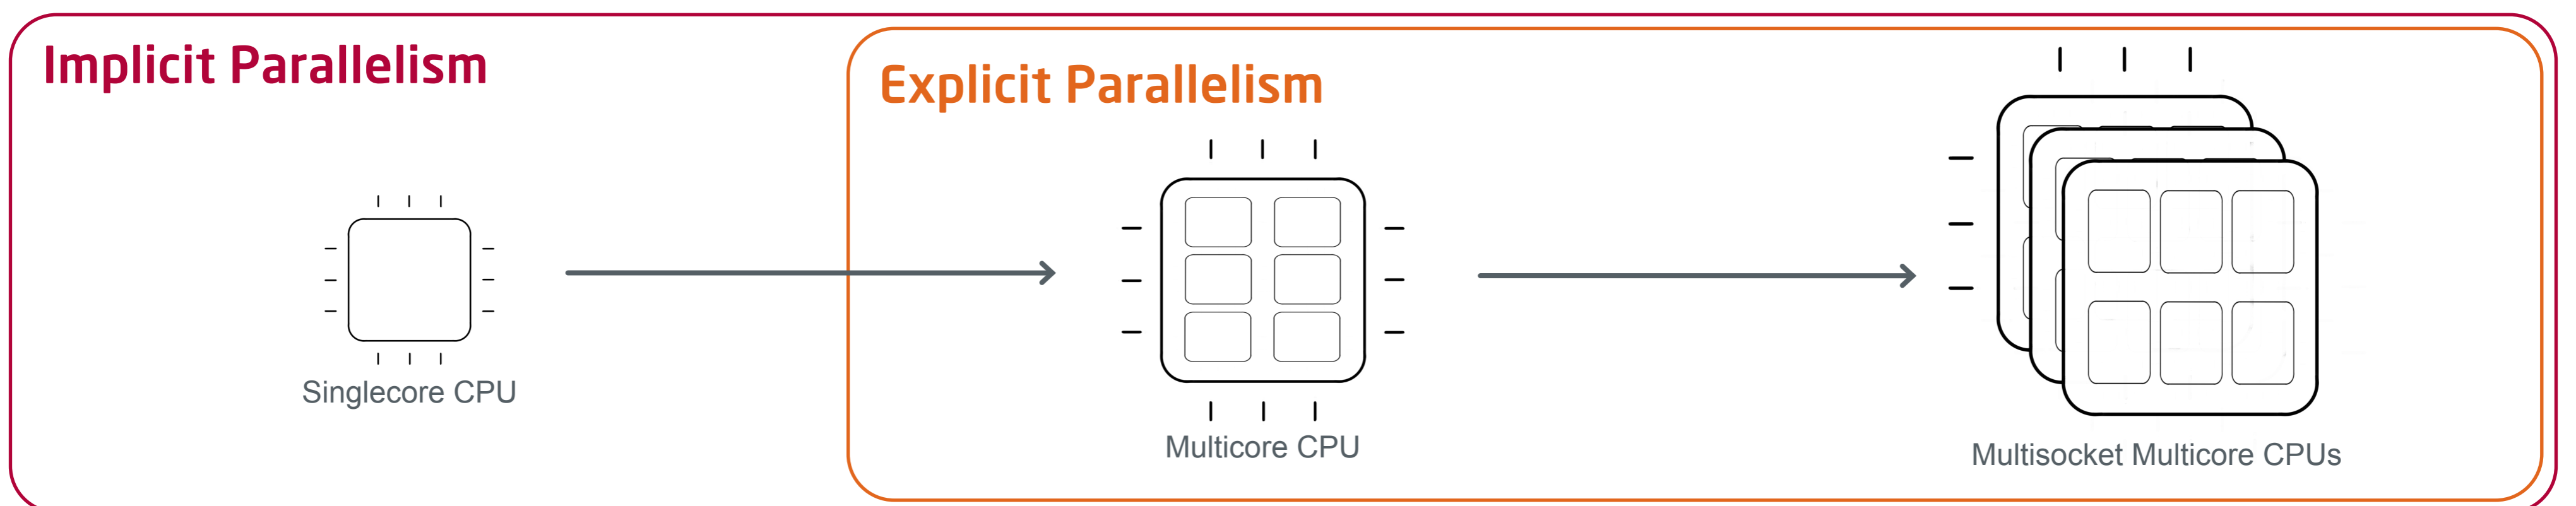 Implicit Parallelism
Explicit Parallelism
Singlecore CPU
Multicore CPU
Multisocket Multicore CPUs